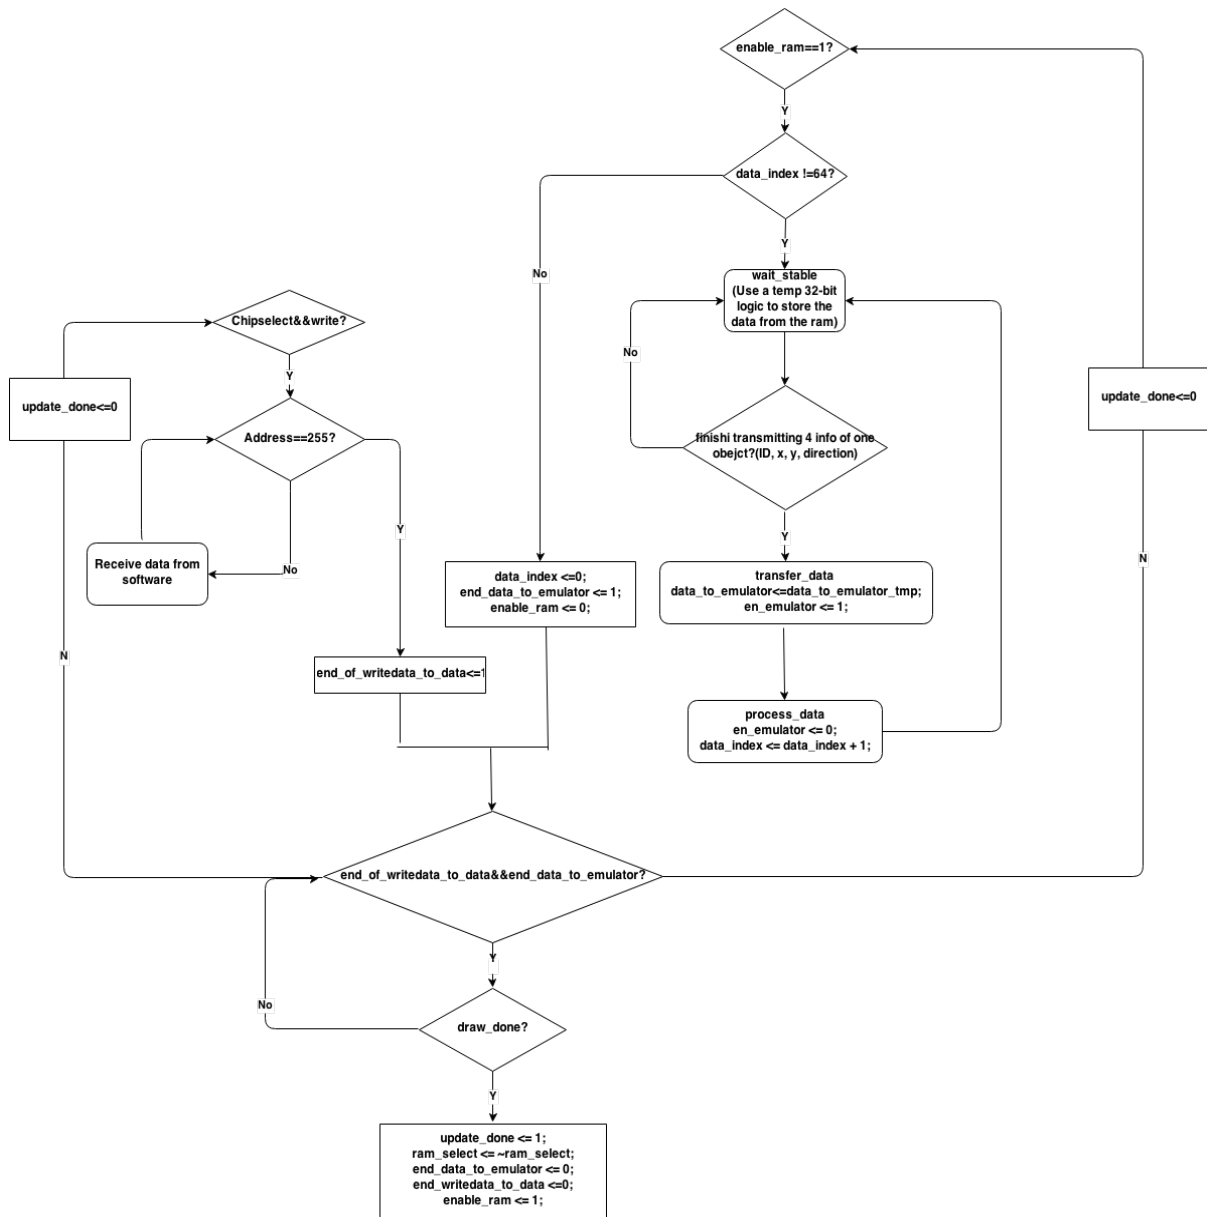 enable_ram==1?
Y
data_index !=64?
Y
No
wait_stable
(Use a temp 32-bit
logic to store the
data from the ram)
Chipselect&&write?
No
Y
update_done<=0
update_done<=0
Address==255?
finishi transmitting 4 info of one
obejct?(ID, x, y, direction)
Y
Y
N
Receive data from
software
No
transfer_data
data_to_emulator<=data_to_emulator_tmp;
en_emulator <= 1;
data_index <=0;
end_data_to_emulator <= 1;
enable_ram <= 0;
N
end_of_writedata_to_data<=1
process_data
en_emulator <= 0;
data_index <= data_index + 1;
end_of_writedata_to_data&&end_data_to_emulator?
Y
No
draw_done?
Y
update_done <= 1;
ram_select <= ~ram_select;
end_data_to_emulator <= 0;
end_writedata_to_data <=0;
enable_ram <= 1;